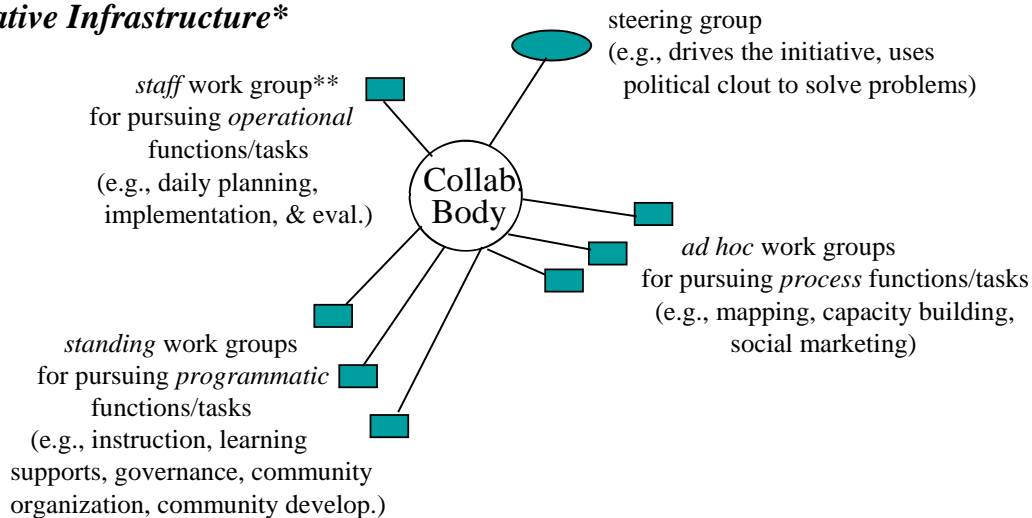 ative Infrastructure*
steering group
(e.g., drives the initiative, uses
political clout to solve problems)
staff work group**
for pursuing operational
functions/tasks
(e.g., daily planning,
implementation, & eval.)
Collab.
Body
ad hoc work groups
for pursuing process functions/tasks
(e.g., mapping, capacity building,
social marketing)
standing work groups
for pursuing programmatic
functions/tasks
(e.g., instruction, learning
supports, governance, community
organization, community develop.)